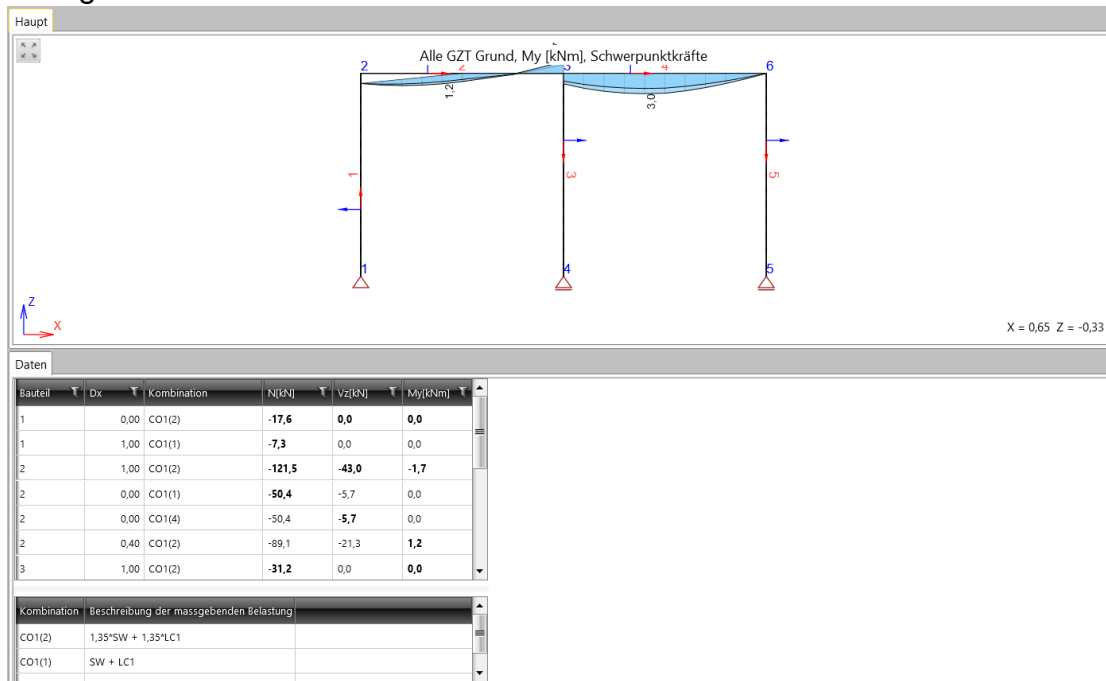 Haupt
Alle GZT Grund, My [kNm], Schwerpunktkräfte
2 2 3 4 6
1,2 3,0
1 3 5
1 4 5
Z
X
X = 0,65 Z = -0,33
Daten
Bauteil Dx Kombination N[kN] Vz[kN] My[kNm]
1 0,00 CO1(2) -17,6 0,0 0,0
1 1,00 CO1(1) -7,3 0,0 0,0
2 1,00 CO1(2) -121,5 -43,0 -1,7
2 0,00 CO1(1) -50,4 -5,7 0,0
2 0,00 CO1(4) -50,4 -5,7 0,0
2 0,40 CO1(2) -89,1 -21,3 1,2
3 1,00 CO1(2) -31,2 0,0 0,0
Kombination Beschreibung der massgebenden Belastung
CO1(2) 1,35*SW + 1,35*LC1
CO1(1) SW + LC1